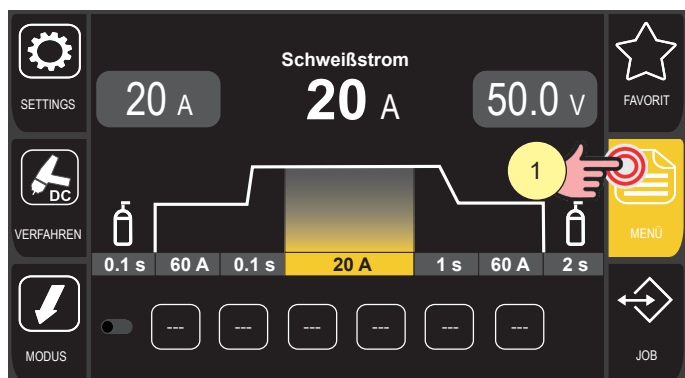 Schweißstrom
SETTINGS
20 A
20 A
50.0 V
FAVORIT
1
DC
VERFAHREN
MENÜ
0.1 s 60 A 0.1 s 20 A 1 s 60 A 2 s
--- --- --- --- --- ---
MODUS
JOB